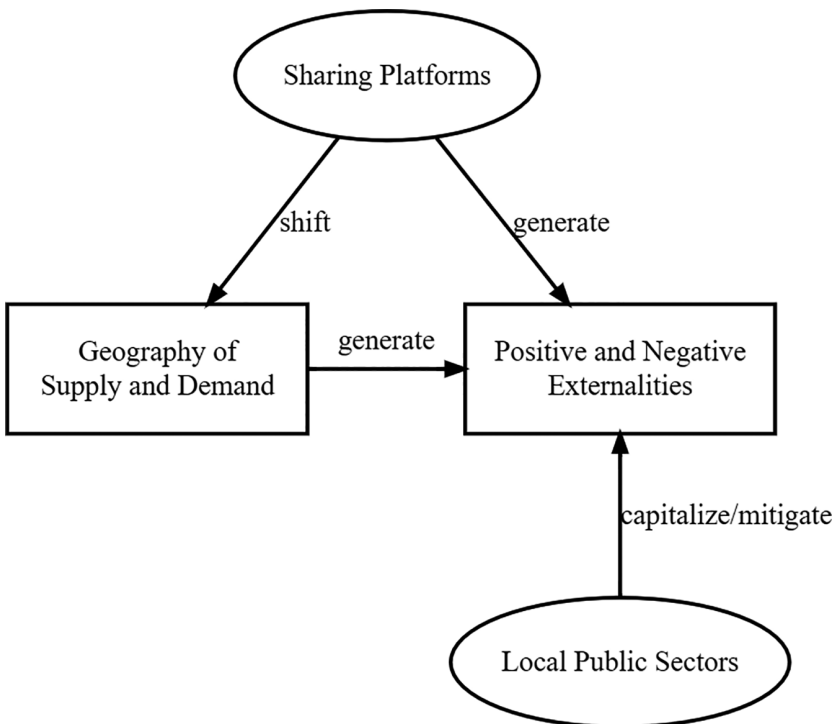 Sharing Platforms
shift
generate
generate
Geography of
Supply and Demand
Positive and Negative
Externalities
capitalize/mitigate
Local Public Sectors